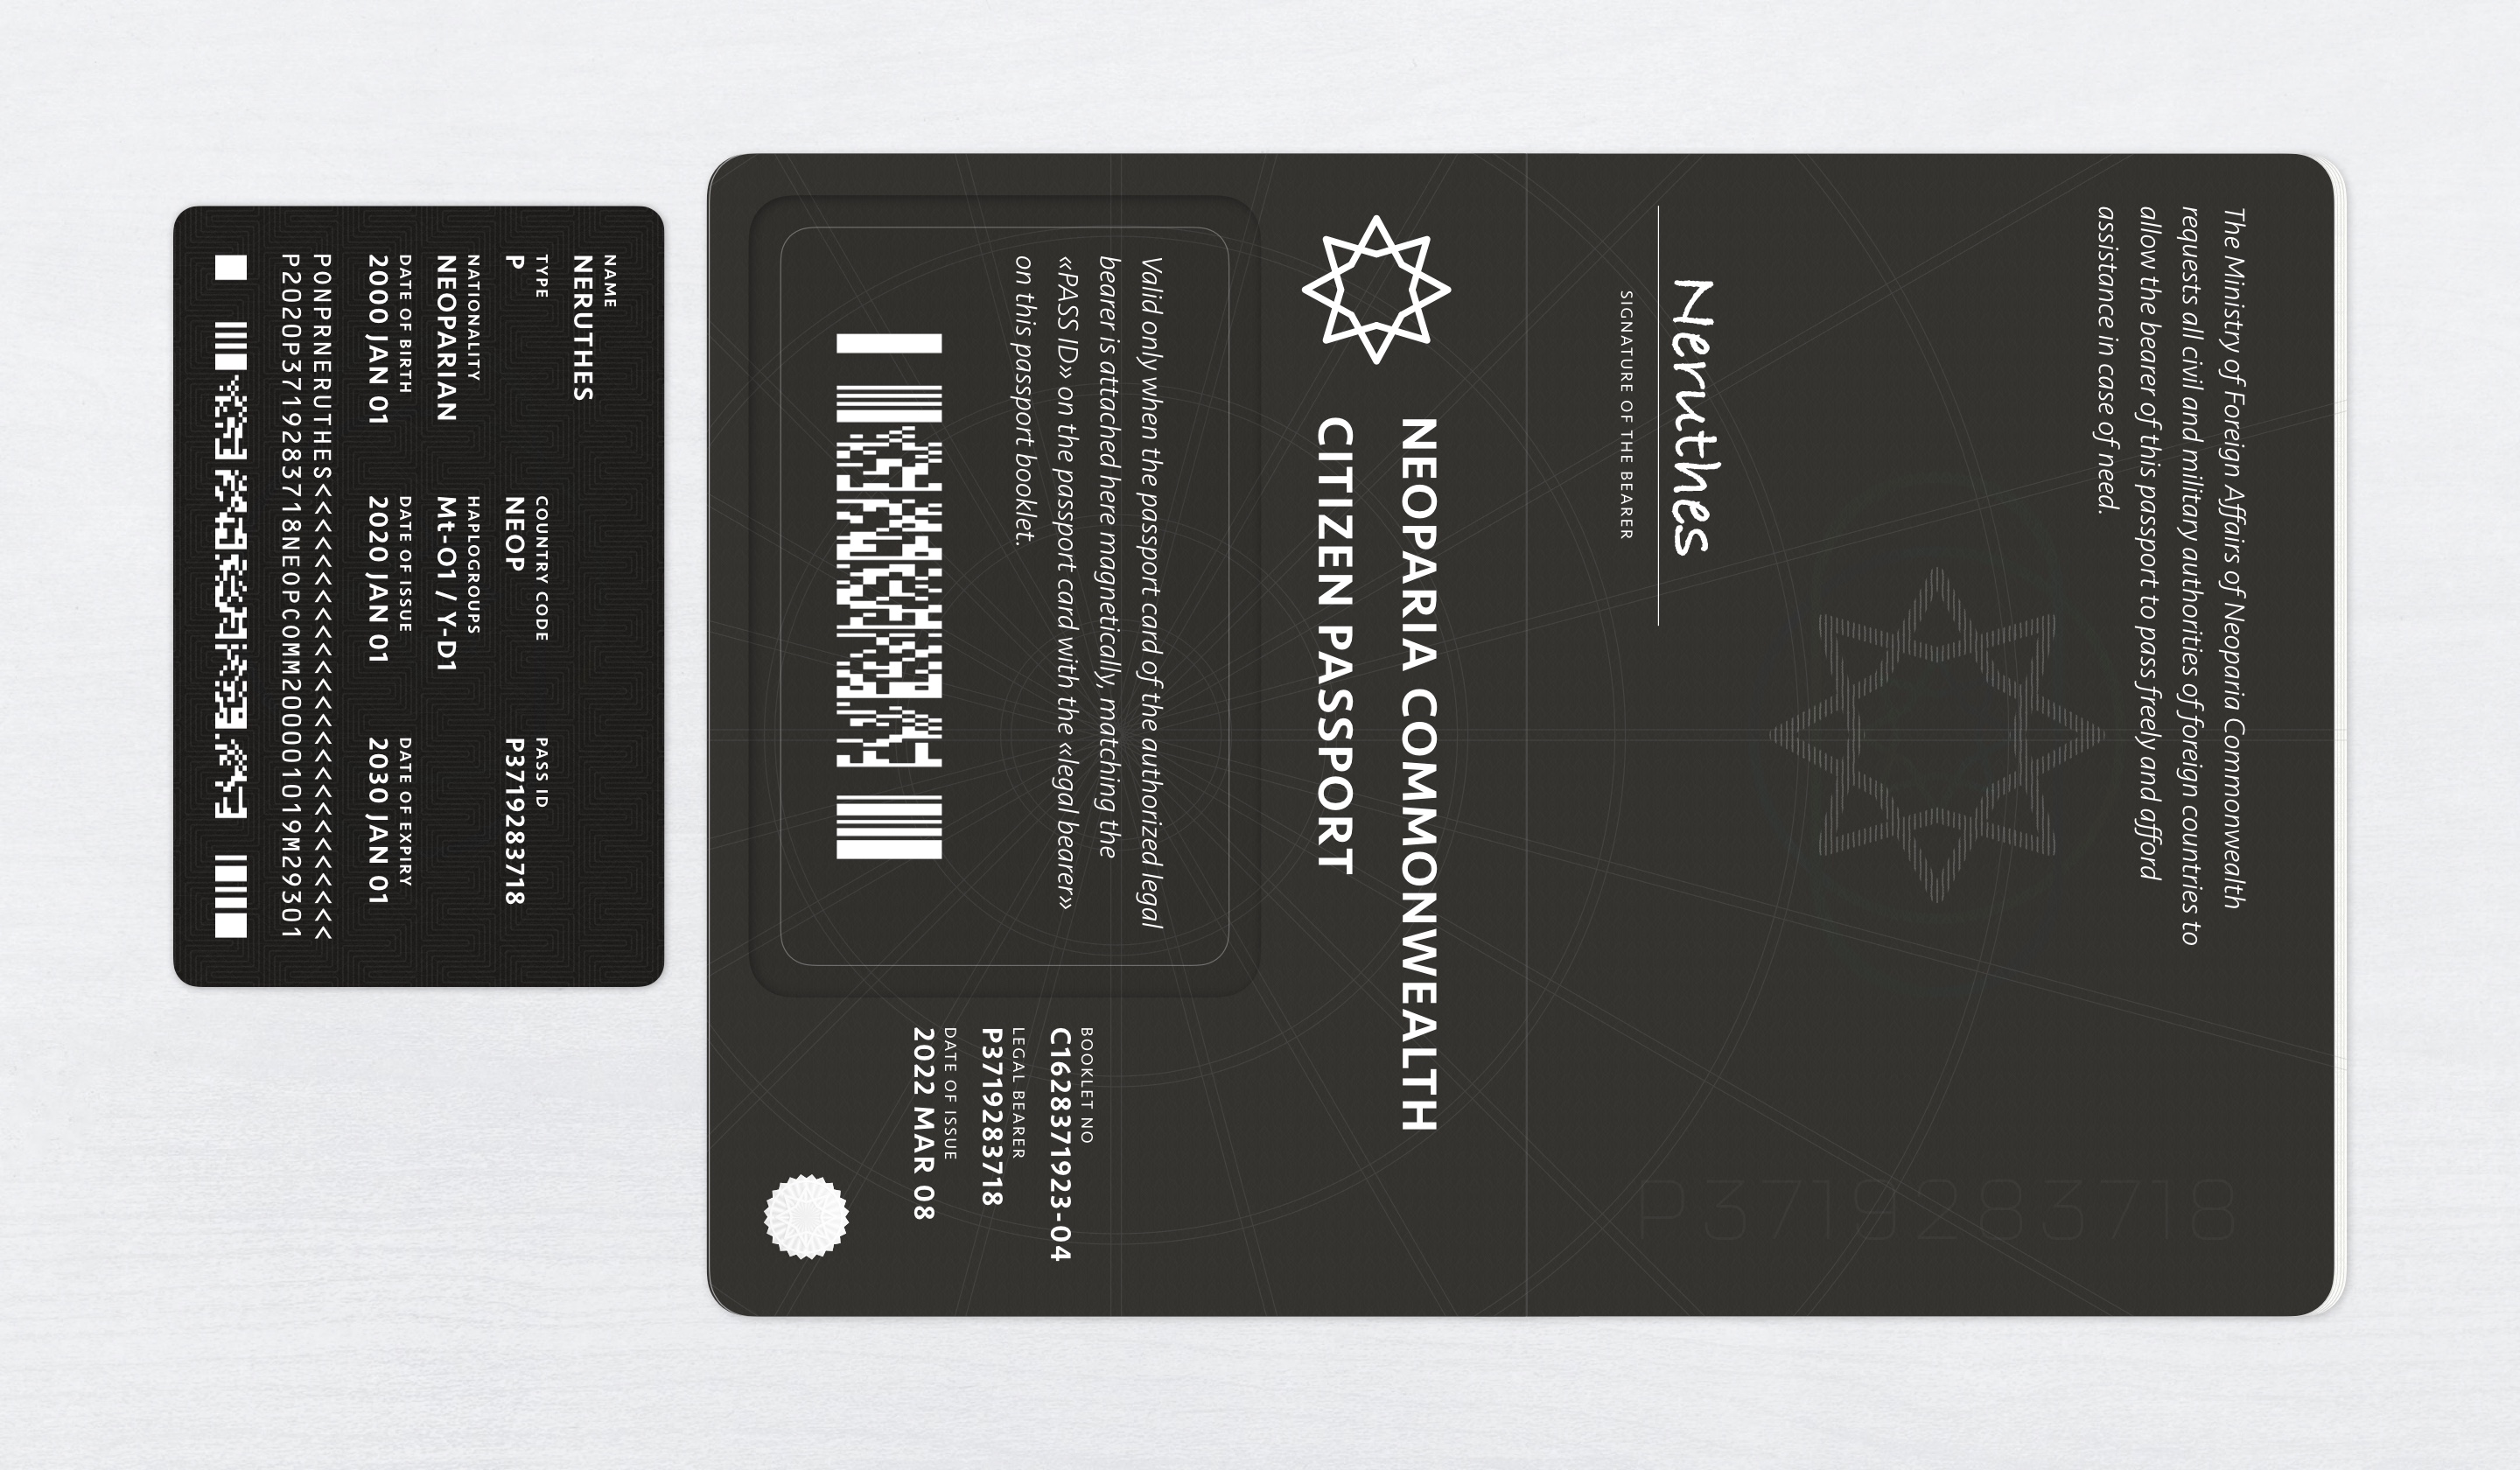 The Ministry of Foreign Affairs of Neoparia Commonwealth
requests all civil and military authorities of foreign countries to
allow the bearer of this passport to pass freely and afford
assistance in case of need.
P3719283718
Neruthes
SIGNATURE OF THE BEARER
NEOPARIA COMMONWEALTH
CITIZEN PASSPORT
Valid only when the passport card of the authorized legal
bearer is attached here magnetically, matching the
«PASS ID» on the passport card with the «legal bearer»
on this passport booklet.
BOOKLET NO
C1628371923-04
LEGAL BEARER
P3719283718
DATE OF ISSUE
2022 MAR 08
NAME
NERUTHES
TYPE COUNTRY CODE PASS ID
P NEOP P3719283718
NATIONALITY HAPLOGROUPS
NEOPARIAN Mt-O1 / Y-D1
DATE OF BIRTH DATE OF ISSUE DATE OF EXPIRY
2000 JAN 01 2020 JAN 01 2030 JAN 01
P0NPRNERUTHES<<<<<<<<<<<<<<<<<<<<<<<<<<<
P2020P3719283718NE0PC0MM2000001019M29301